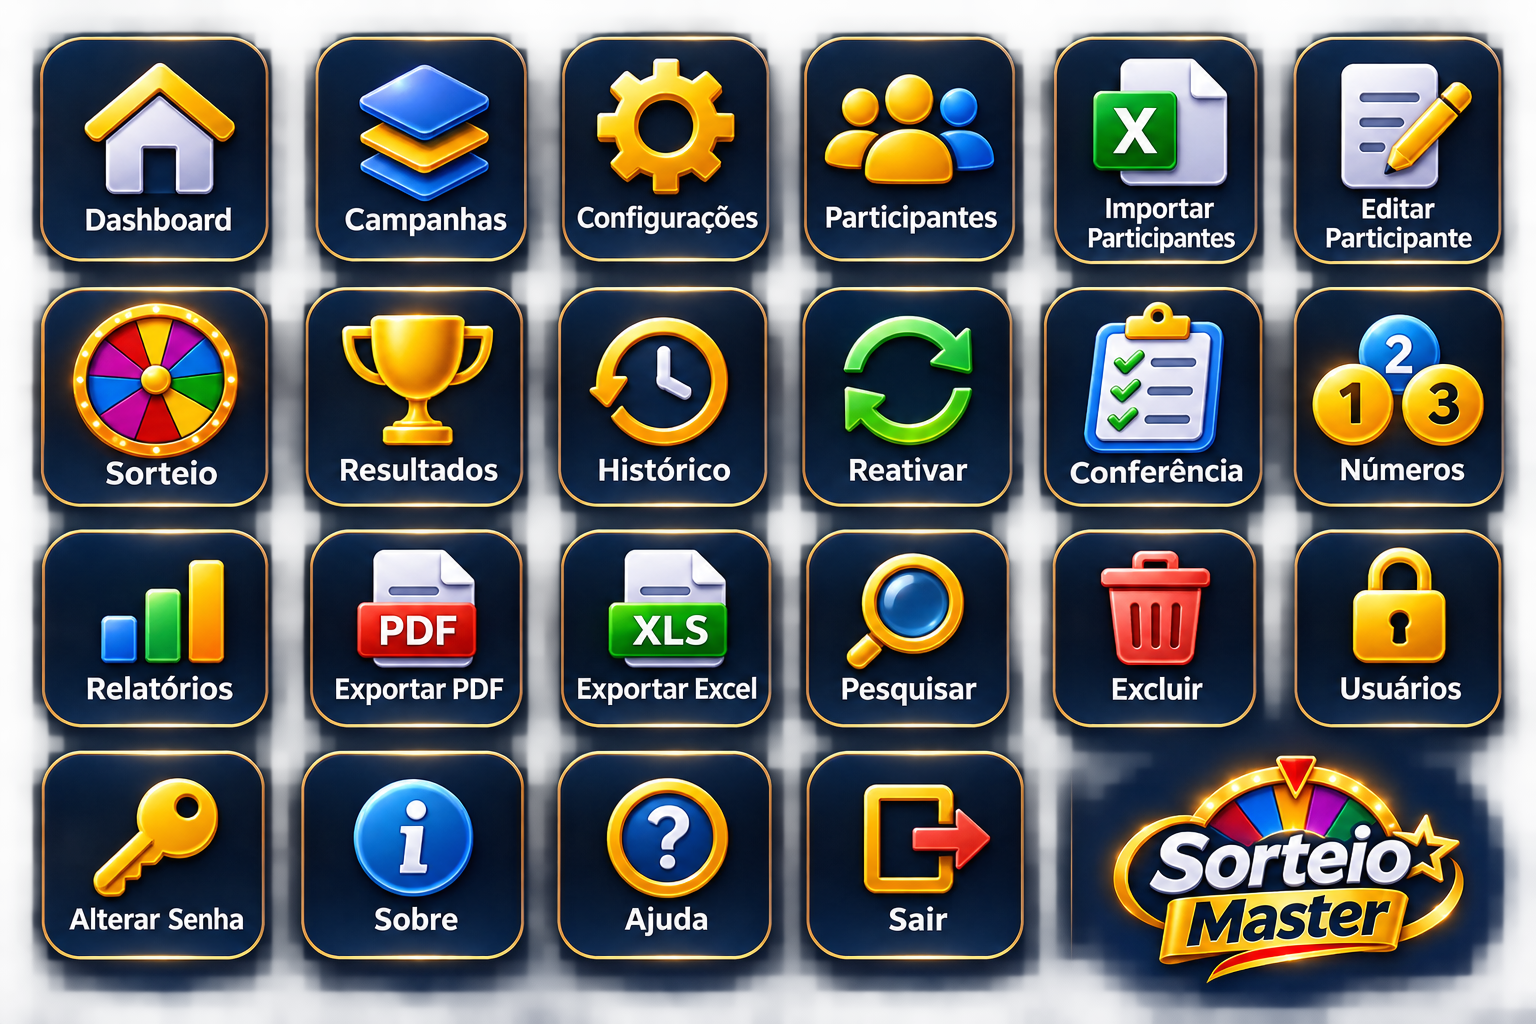 Dashboard
Campanhas
Configurações
Participantes
X
Importar
Participantes
Editar
Participante
Sorteio
Resultados
Histórico
Reativar
Conferência
2
1 3
Números
Relatórios
PDF
Exportar PDF
XLS
Exportar Excel
Pesquisar
Excluir
Usuários
Alterar Senha
i
Sobre
?
Ajuda
Sair
Sorteio
Master